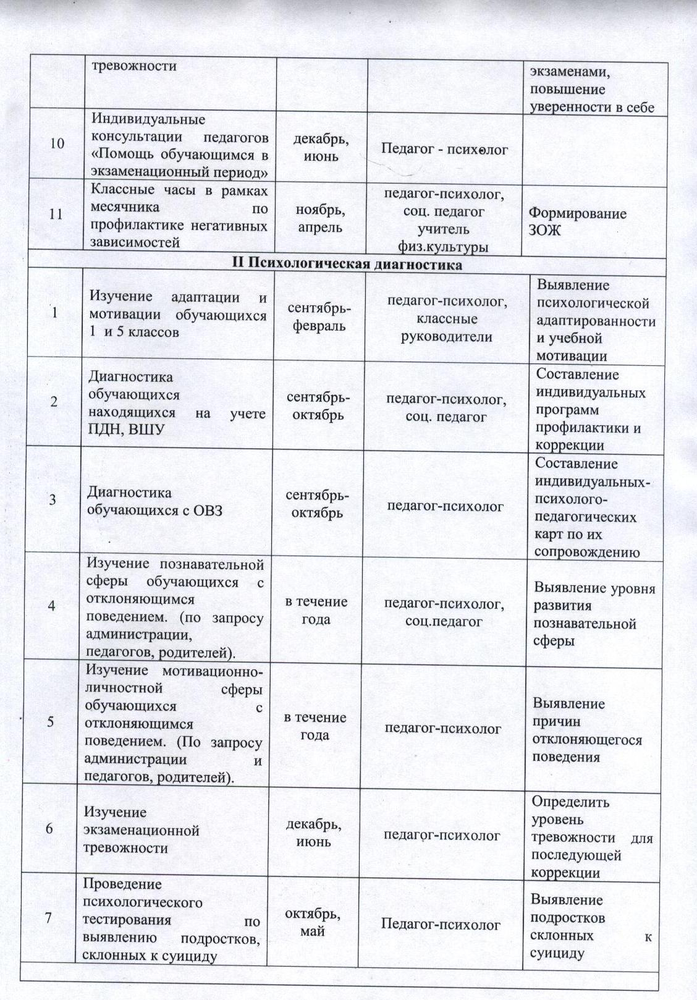 тревожности
экзаменами,
повышение
уверенности в себе
10
Индивидуальные
консультации педагогов
«Помощь обучающимся в
экзаменационный период»
декабрь,
июнь
Педагог - психолог
11
Классные часы в рамках
месячника по
профилактике негативных
зависимостей
ноябрь,
апрель
педагог-психолог,
соц. педагог
учитель
физ.культуры
Формирование
ЗОЖ
II Психологическая диагностика
1
Изучение адаптации и
мотивации обучающихся
1 и 5 классов
сентябрь-
февраль
педагог-психолог,
классные
руководители
Выявление
психологической
адаптированности
и учебной
мотивации
2
Диагностика
обучающихся
находящихся на учете
ПДН, ВШУ
сентябрь-
октябрь
педагог-психолог,
соц. педагог
Составление
индивидуальных
программ
профилактики и
коррекции
3
Диагностика
обучающихся с ОВЗ
сентябрь-
октябрь
педагог-психолог
Составление
индивидуальных-
психолого-
педагогических
карт по их
сопровождению
4
Изучение познавательной
сферы обучающихся с
отклоняющимся
поведением. (по запросу
администрации,
педагогов, родителей).
в течение
года
педагог-психолог,
соц.педагог
Выявление уровня
развития
познавательной
сферы
5
Изучение мотивационно-
личностной сферы
обучающихся с
отклоняющимся
поведением. (По запросу
администрации и
педагогов, родителей).
в течение
года
педагог-психолог
Выявление
причин
отклоняющегося
поведения
6
Изучение
экзаменационной
тревожности
декабрь,
июнь
педагог-психолог
Определить
уровень
тревожности для
последующей
коррекции
7
Проведение
психологического
тестирования по
выявлению подростков,
склонных к суициду
октябрь,
май
Педагог-психолог
Выявление
подростков
склонных к
суициду